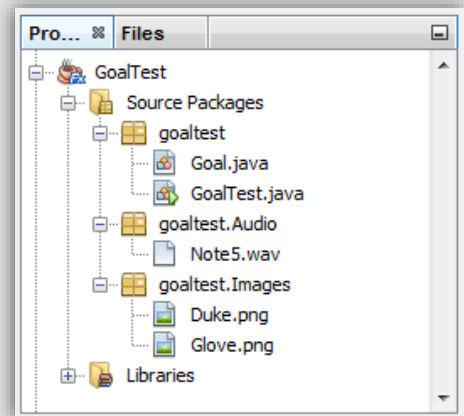 Pro... Files
GoalTest
Source Packages
goaltest
Goal.java
GoalTest.java
goaltest.Audio
Note5.wav
goaltest.Images
Duke.png
Glove.png
Libraries